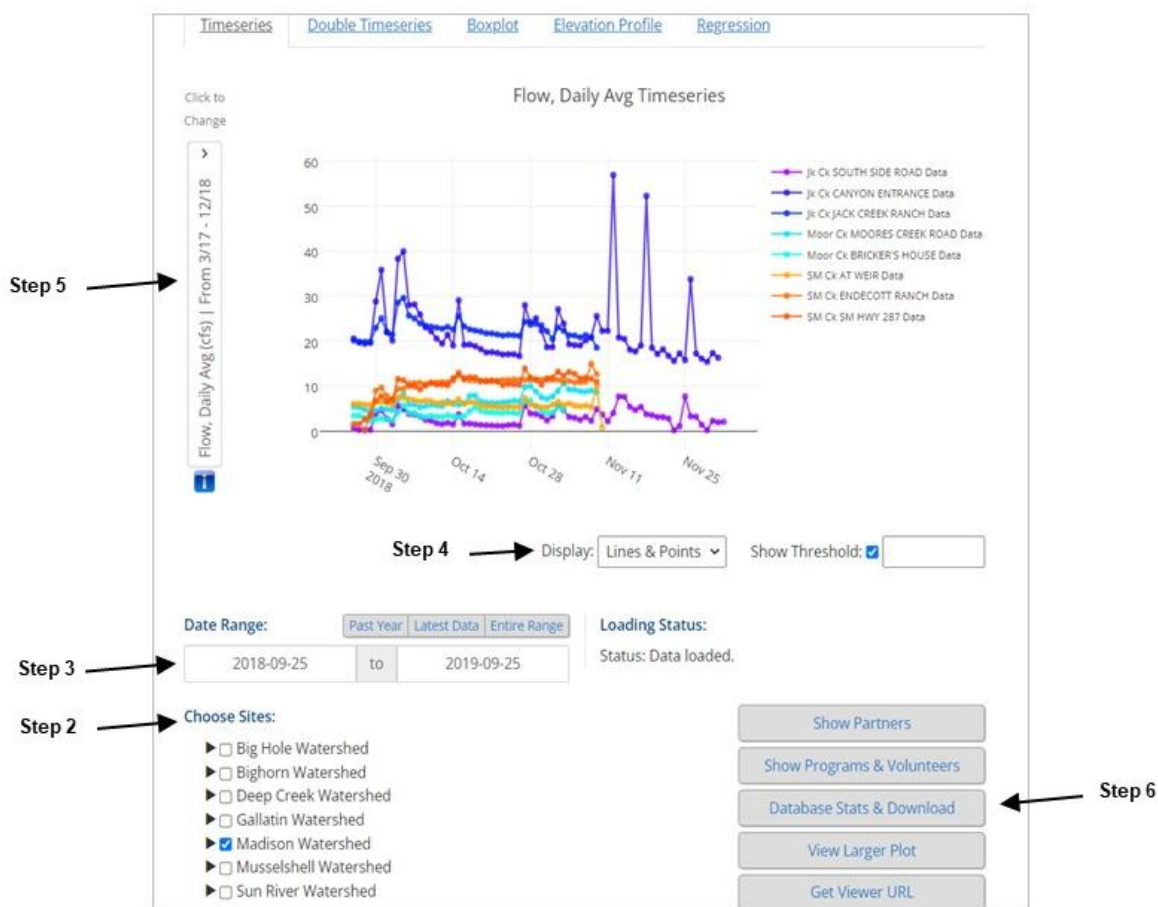 Timeseries Double Timeseries Boxplot Elevation Profile Regression
Click to
Change
Flow, Daily Avg Timeseries
Flow, Daily Avg (cfs) | From 3/17 - 12/18
60
50
40
30
20
10
0
Sep 30
2018
Oct 14
Oct 28
Nov 11
Nov 25
Jk Ck SOUTH SIDE ROAD Data
Jk Ck CANYON ENTRANCE Data
Jk Ck JACK CREEK RANCH Data
Moor Ck MOORES CREEK ROAD Data
Moor Ck BRICKER'S HOUSE Data
SM Ck AT WEIR Data
SM Ck ENDECOTT RANCH Data
SM Ck SM HWY 287 Data
Step 5
i
Step 4
Display: Lines & Points Show Threshold:
Date Range: Past Year Latest Data Entire Range
Loading Status:
Step 3
2018-09-25 to 2019-09-25
Status: Data loaded.
Step 2
Choose Sites:
Big Hole Watershed
Bighorn Watershed
Deep Creek Watershed
Gallatin Watershed
Madison Watershed
Musselshell Watershed
Sun River Watershed
Show Partners
Show Programs & Volunteers
Database Stats & Download
Step 6
View Larger Plot
Get Viewer URL